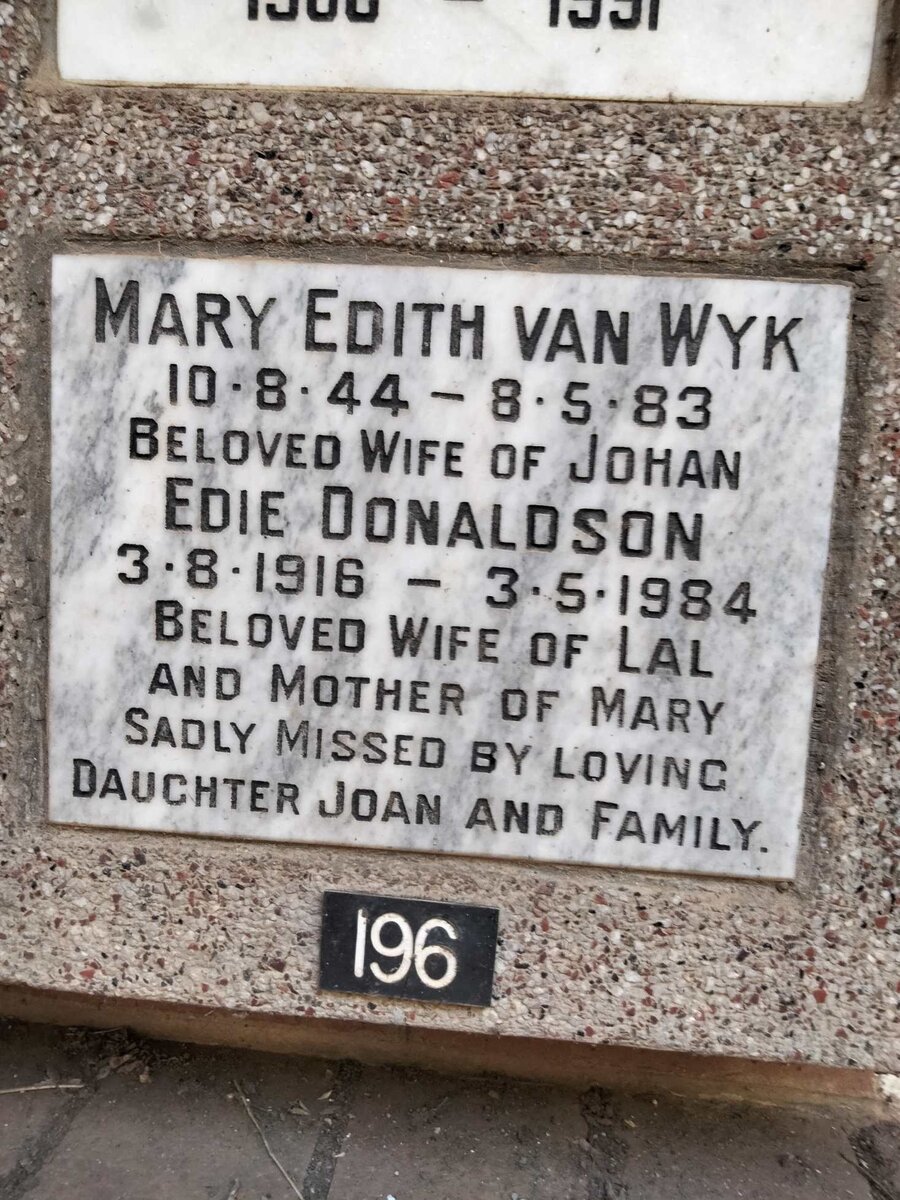 – 1991
MARY EDITH VAN WYK
10·8·44 – 8·5·83
BELOVED WIFE OF JOHAN
EDIE DONALDSON
3·8·1916 – 3·5·1984
BELOVED WIFE OF LAL
AND MOTHER OF MARY
SADLY MISSED BY LOVING
DAUGHTER JOAN AND FAMILY.
196